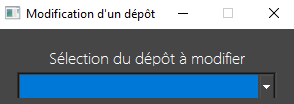 Modification d'un dépôt
Sélection du dépôt à modifier